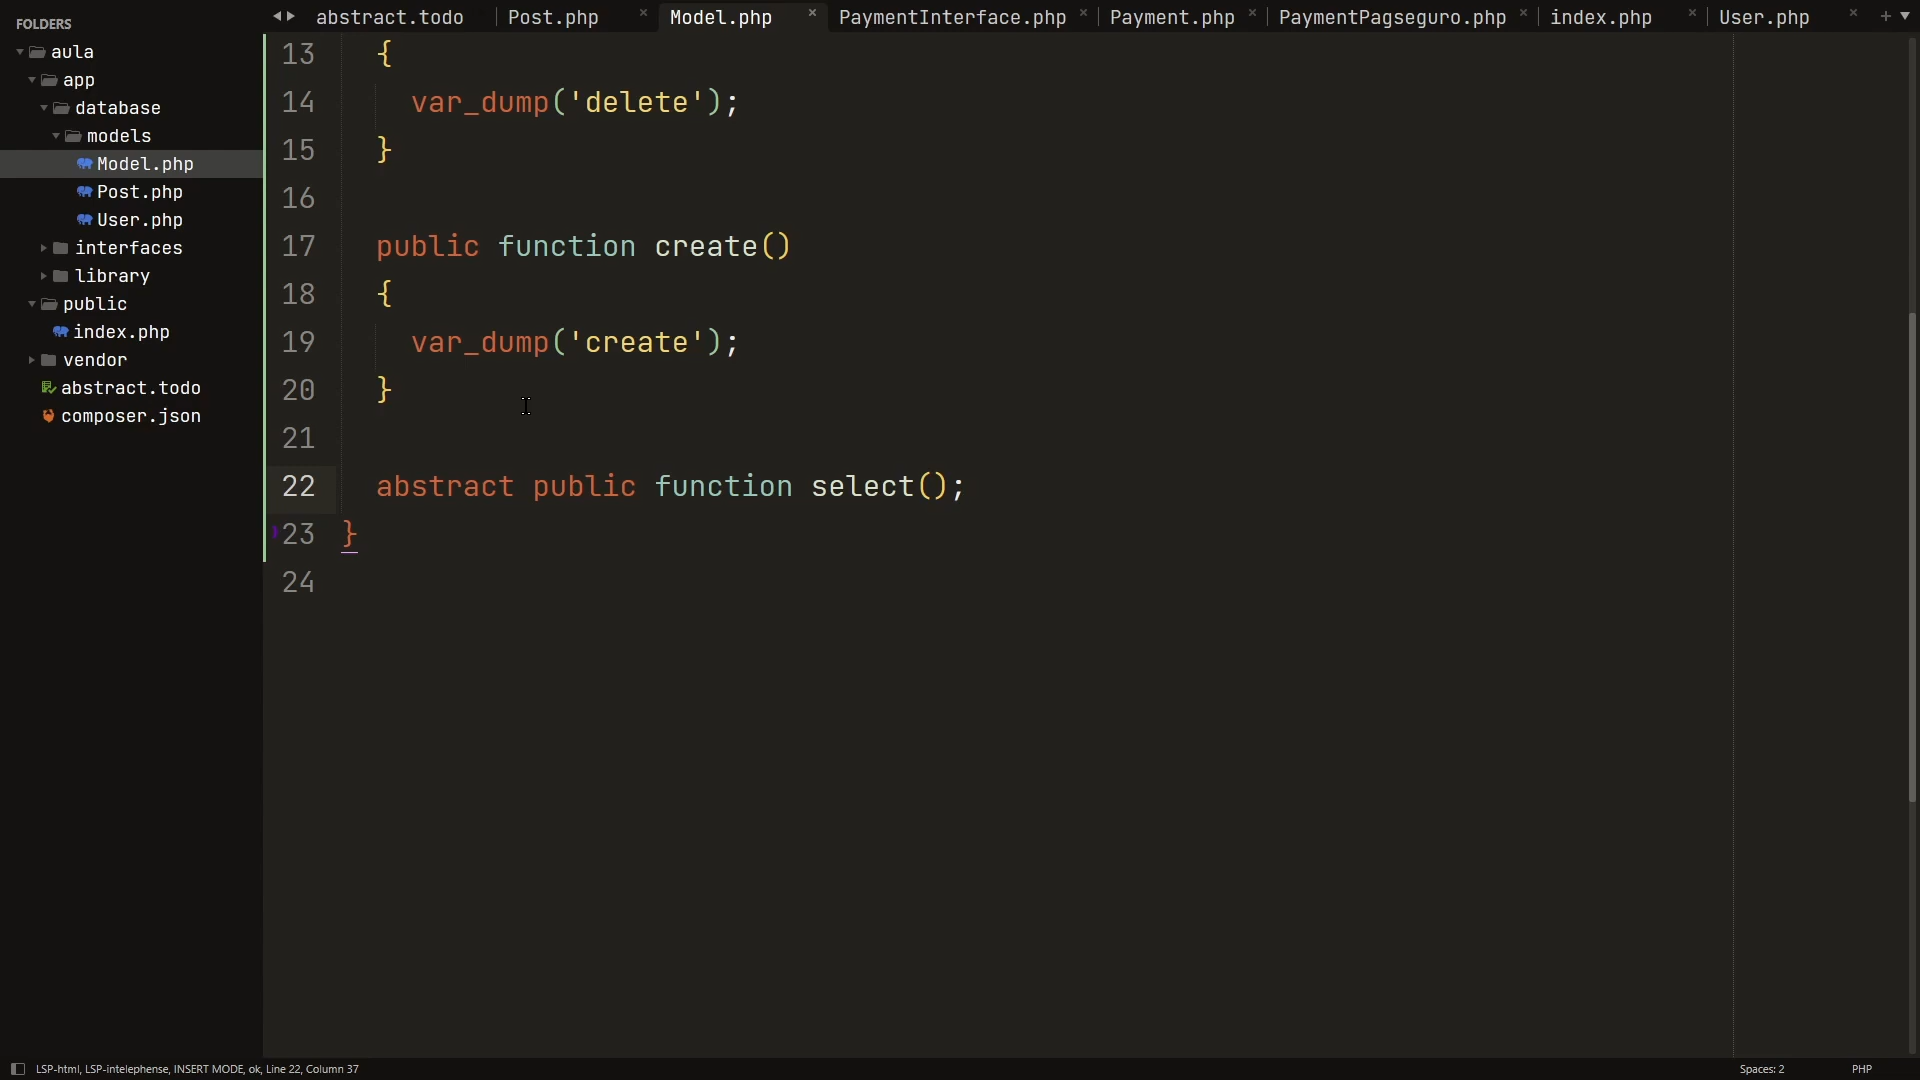 FOLDERS
aula
app
database
models
Model.php
Post.php
User.php
interfaces
library
public
index.php
vendor
abstract.todo
composer.json
abstract.todo Post.php × Model.php × PaymentInterface.php × Payment.php × PaymentPagseguro.php × index.php × User.php × +
13 {
14 var_dump('delete');
15 }
16
17 public function create()
18 {
19 var_dump('create');
20 }
21
22 abstract public function select();
23 }
24
LSP-html, LSP-intelephense, INSERT MODE, ok, Line 22, Column 37 Spaces: 2 PHP